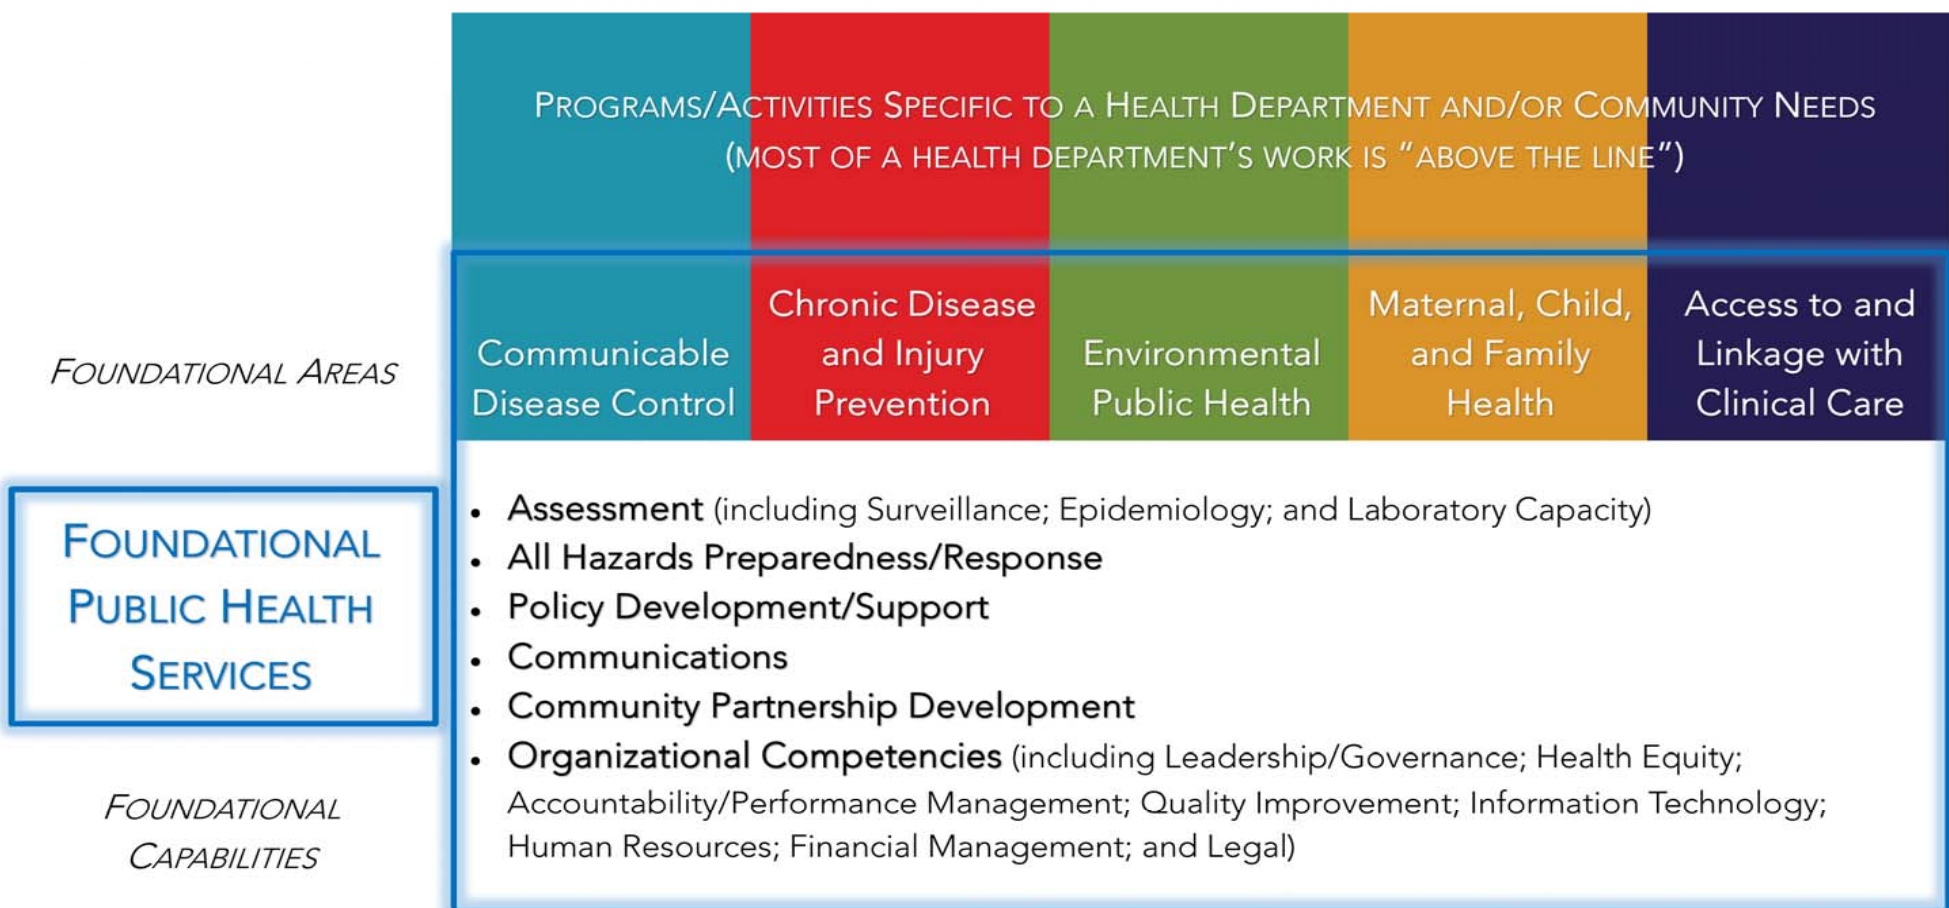 PROGRAMS/ACTIVITIES SPECIFIC TO A HEALTH DEPARTMENT AND/OR COMMUNITY NEEDS
(MOST OF A HEALTH DEPARTMENT'S WORK IS "ABOVE THE LINE")
FOUNDATIONAL AREAS
Communicable
Disease Control
Chronic Disease
and Injury
Prevention
Environmental
Public Health
Maternal, Child,
and Family
Health
Access to and
Linkage with
Clinical Care
FOUNDATIONAL
PUBLIC HEALTH
SERVICES
FOUNDATIONAL
CAPABILITIES
• Assessment (including Surveillance; Epidemiology; and Laboratory Capacity)
• All Hazards Preparedness/Response
• Policy Development/Support
• Communications
• Community Partnership Development
• Organizational Competencies (including Leadership/Governance; Health Equity;
Accountability/Performance Management; Quality Improvement; Information Technology;
Human Resources; Financial Management; and Legal)